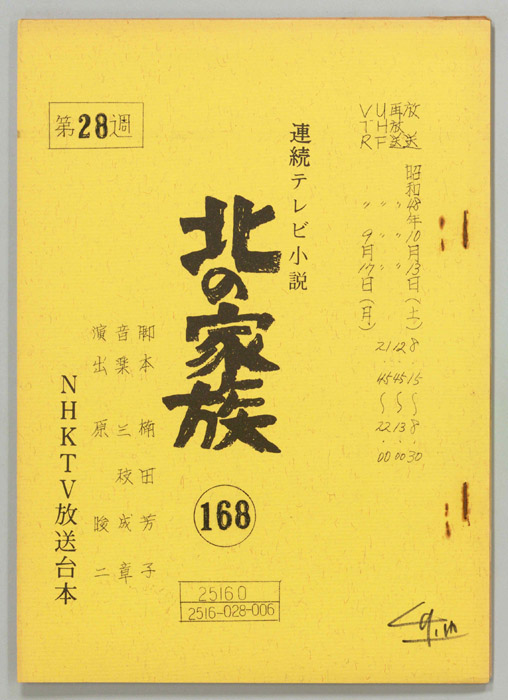 放送 昭和48年10月13日(土) 8.15〜8.30
再放送 〃 〃 〃 12.45〜13.00
UHF 〃 〃 〃 21.45〜22.00
VTR 〃 9月17日(月)
連続テレビ小説
北の家族
168
第28週
脚本 楠田芳子
音楽 三枝成章
演出 原 崚二
NHKTV放送台本
2516.0
2516-028-006